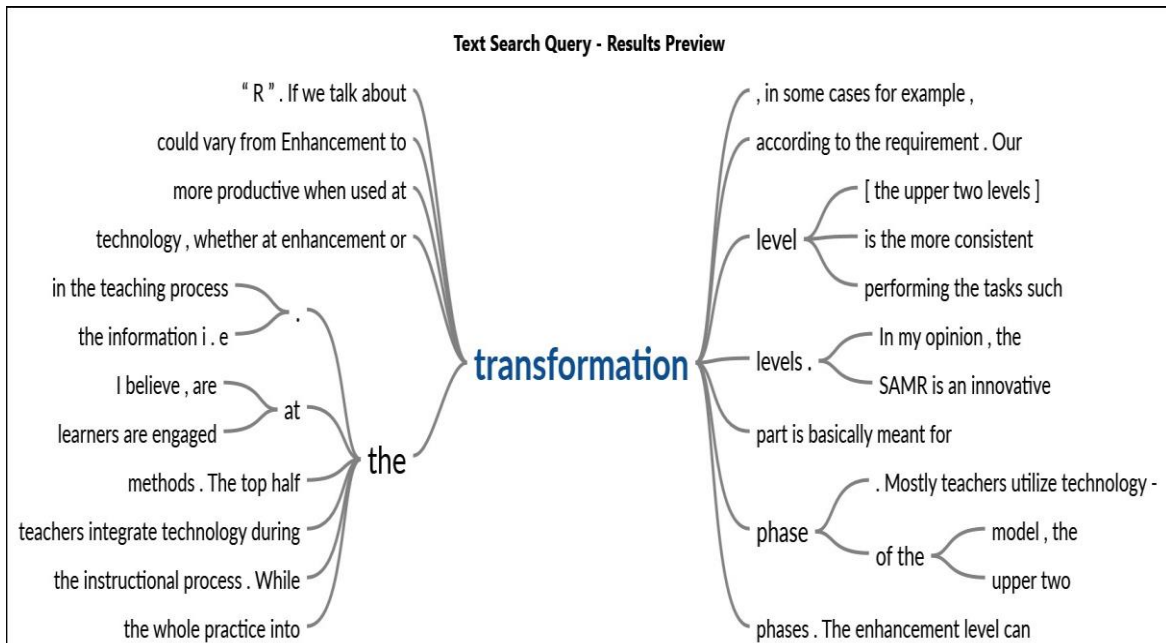 Text Search Query - Results Preview
“ R ” . If we talk about
could vary from Enhancement to
more productive when used at
technology , whether at enhancement or
in the teaching process
the information i . e
.
I believe , are
learners are engaged
at
methods . The top half
teachers integrate technology during
the instructional process . While
the whole practice into
the
transformation
, in some cases for example ,
according to the requirement . Our
level
[ the upper two levels ]
is the more consistent
performing the tasks such
levels .
In my opinion , the
SAMR is an innovative
part is basically meant for
phase
. Mostly teachers utilize technology -
of the
model , the
upper two
phases . The enhancement level can